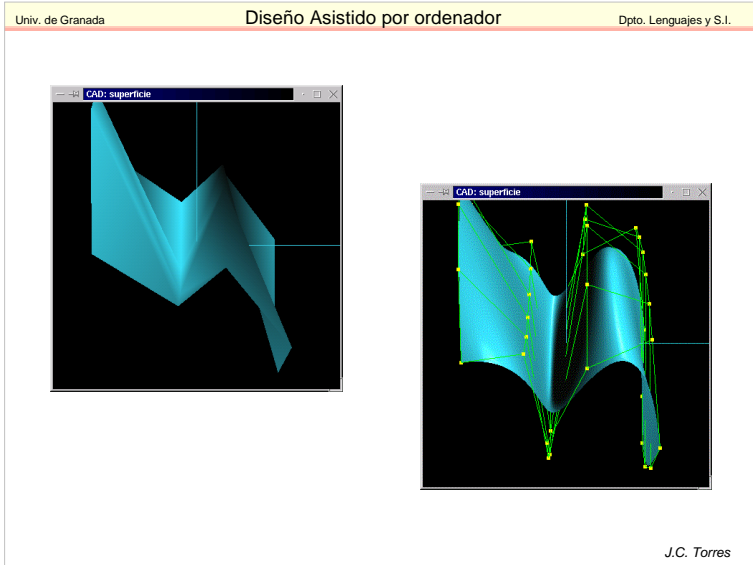 Univ. de Granada
Diseño Asistido por ordenador
Dpto. Lenguajes y S.I.
CAD: superficie
CAD: superficie
J.C. Torres